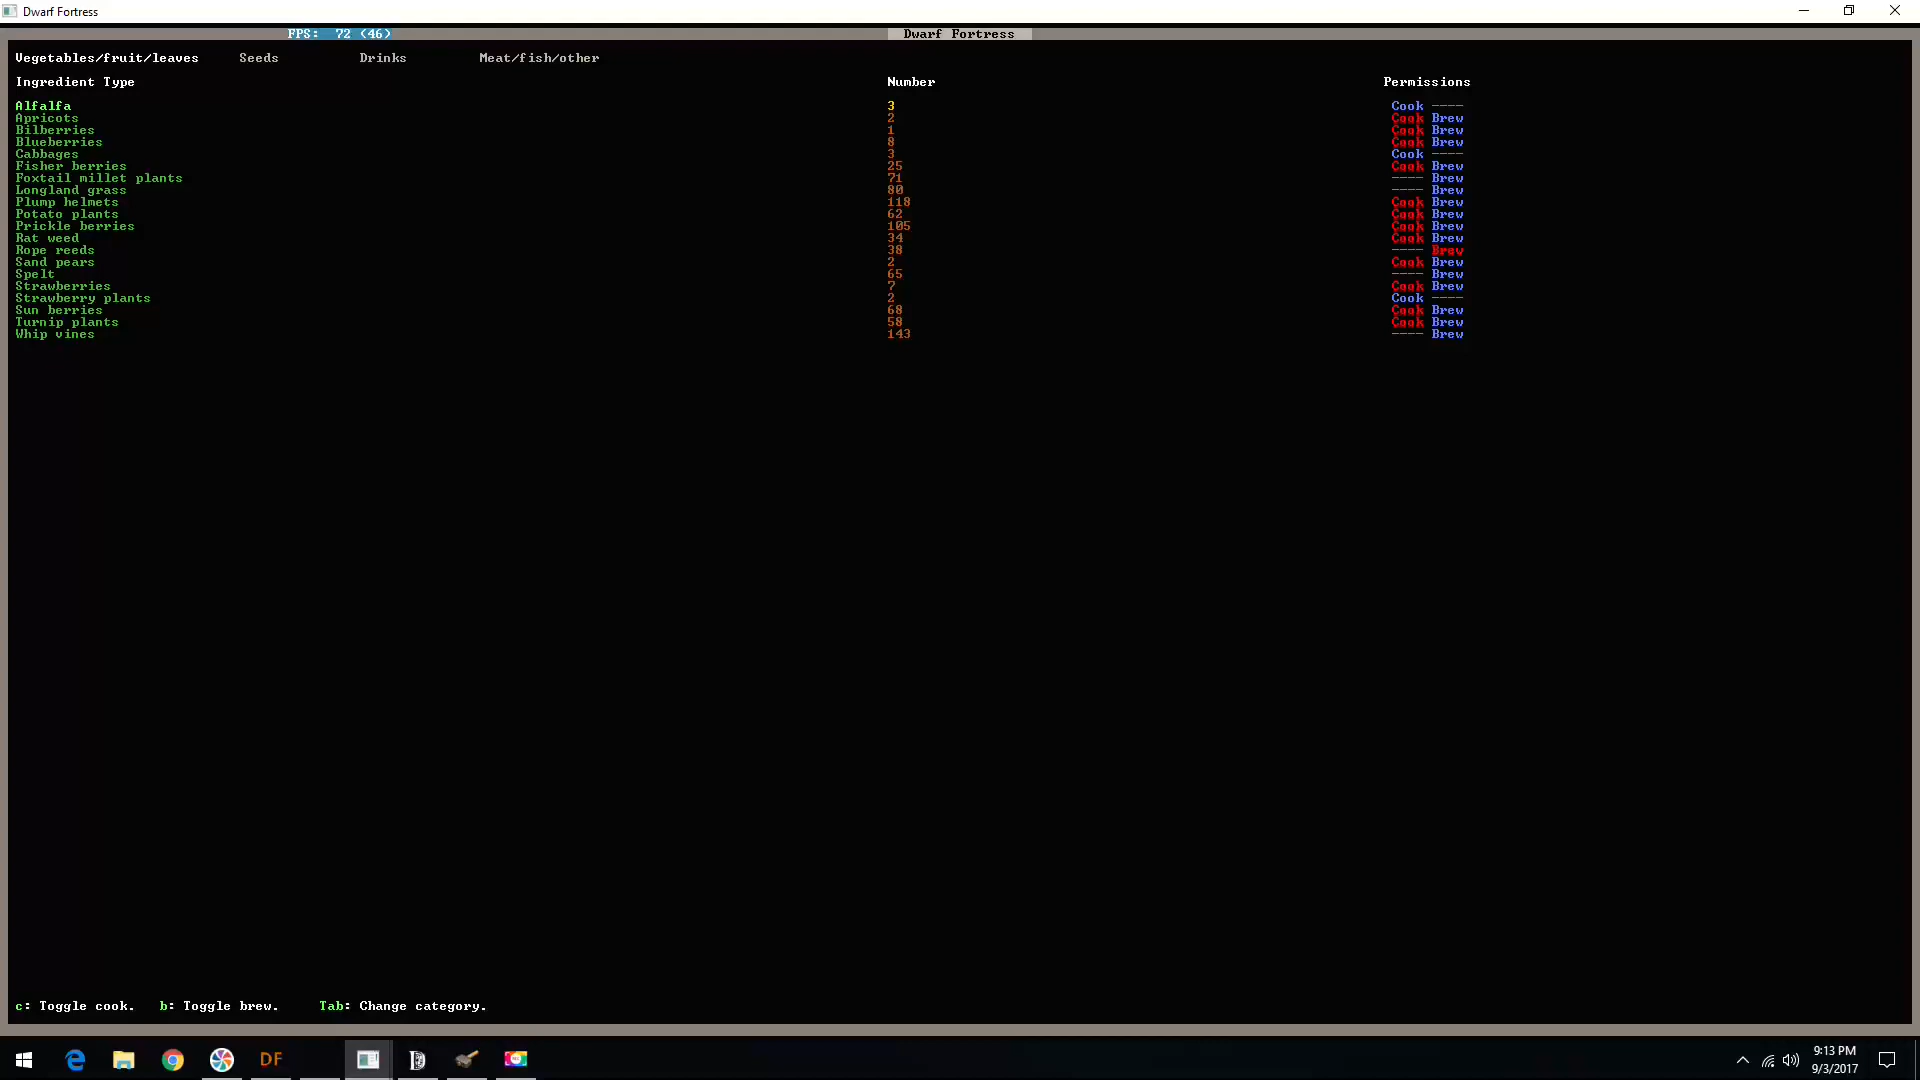 Dwarf Fortress
FPS: 72 (46) Dwarf Fortress
Vegetables/fruit/leaves Seeds Drinks Meat/fish/other
Ingredient Type Number Permissions
Alfalfa 3 Cook ----
Apricots 2 Cook Brew
Bilberries 1 Cook Brew
Blueberries 8 Cook Brew
Cabbages 3 Cook ----
Fisher berries 25 Cook Brew
Foxtail millet plants 71 ---- Brew
Longland grass 80 ---- Brew
Plump helmets 118 Cook Brew
Potato plants 62 Cook Brew
Prickle berries 105 Cook Brew
Rat weed 34 Cook Brew
Rope reeds 38 ---- Brew
Sand pears 2 Cook Brew
Spelt 65 ---- Brew
Strawberries 7 Cook Brew
Strawberry plants 2 Cook ----
Sun berries 68 Cook Brew
Turnip plants 58 Cook Brew
Whip vines 143 ---- Brew
c: Toggle cook. b: Toggle brew. Tab: Change category.
DF
9:13 PM
9/3/2017